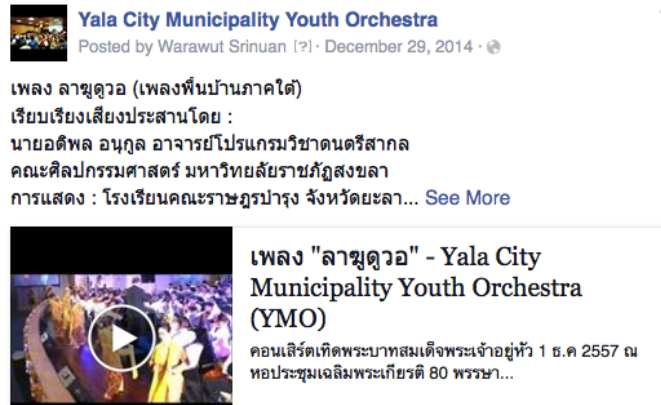 Yala City Municipality Youth Orchestra
Posted by Warawut Srinuan [?] · December 29, 2014 ·
เพลง ลาฆูดูวอ (เพลงพื้นบ้านภาคใต้)
เรียบเรียงเสียงประสานโดย :
นายอติพล อนุกูล อาจารย์โปรแกรมวิชาดนตรีสากล
คณะศิลปกรรมศาสตร์ มหาวิทยลัยราชภัฏสงขลา
การแสดง : โรงเรียนคณะราษฎรบำรุง จังหวัดยะลา... See More
เพลง "ลาฆูดูวอ" - Yala City
Municipality Youth Orchestra
(YMO)
คอนเสิร์ตเทิดพระบาทสมเด็จพระเจ้าอยู่หัว 1 ธ.ค 2557 ณ
หอประชุมเฉลิมพระเกียรติ 80 พรรษา...